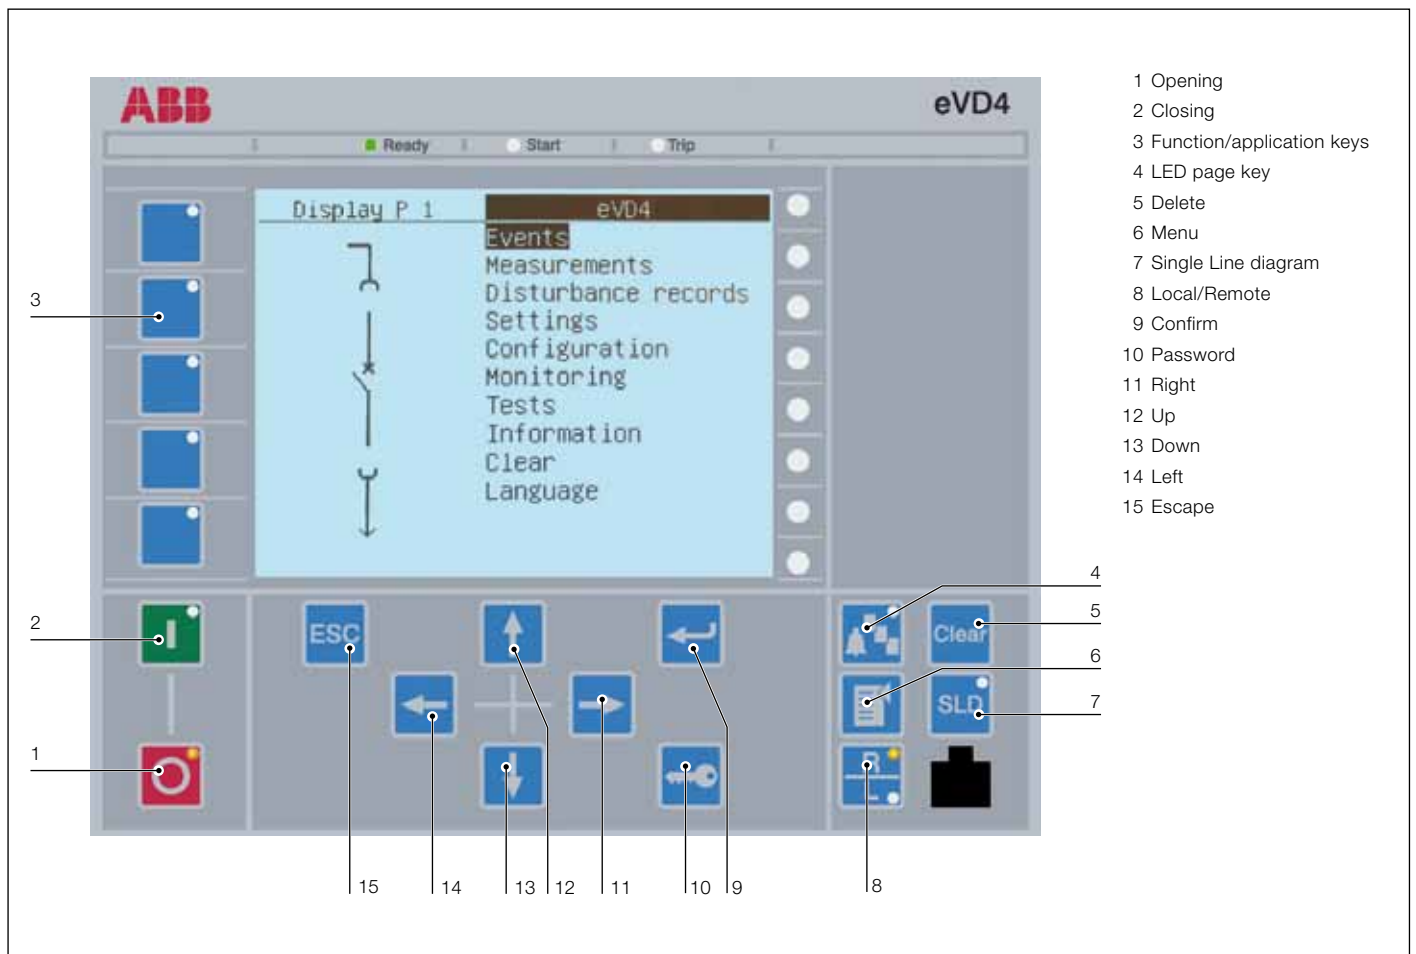 ABB
eVD4
Ready
Start
Trip
Display P 1
eVD4
Events
Measurements
Disturbance records
Settings
Configuration
Monitoring
Tests
Information
Clear
Language
ESC
Clear
SLD
R
L
3
2
1
4
5
6
7
15
14
13
12
11
10
9
8
1 Opening
2 Closing
3 Function/application keys
4 LED page key
5 Delete
6 Menu
7 Single Line diagram
8 Local/Remote
9 Confirm
10 Password
11 Right
12 Up
13 Down
14 Left
15 Escape